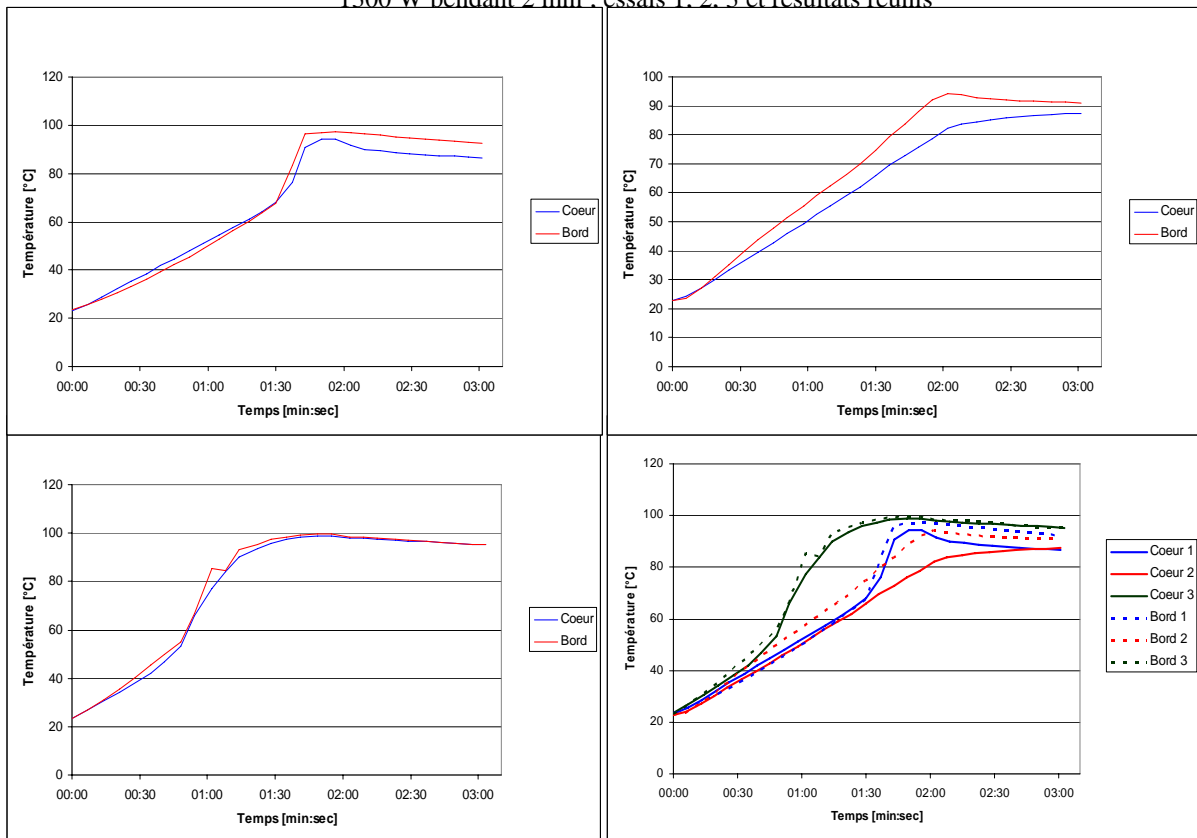 1500 W pendant 2 min ; essais 1, 2, 3 et résultats réunis
120
100
80
60
40
20
0
Température [°C]
00:00 00:30 01:00 01:30 02:00 02:30 03:00
Temps [min:sec]
Coeur
Bord
100
90
80
70
60
50
40
30
20
10
0
Température [°C]
00:00 00:30 01:00 01:30 02:00 02:30 03:00
Temps [min:sec]
Coeur
Bord
120
100
80
60
40
20
0
Température [°C]
00:00 00:30 01:00 01:30 02:00 02:30 03:00
Temps [min:sec]
Coeur
Bord
120
100
80
60
40
20
0
Température [°C]
00:00 00:30 01:00 01:30 02:00 02:30 03:00
Temps [min:sec]
Coeur 1
Coeur 2
Coeur 3
Bord 1
Bord 2
Bord 3